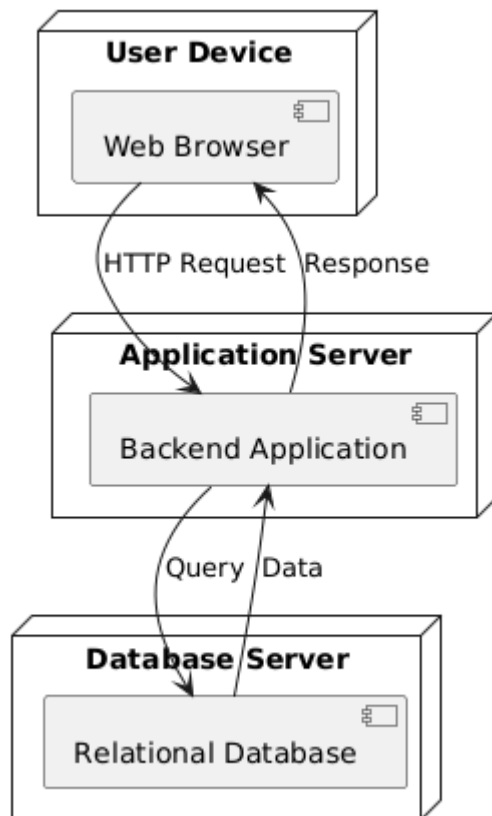 User Device
Web Browser
HTTP Request Response
Application Server
Backend Application
Query Data
Database Server
Relational Database